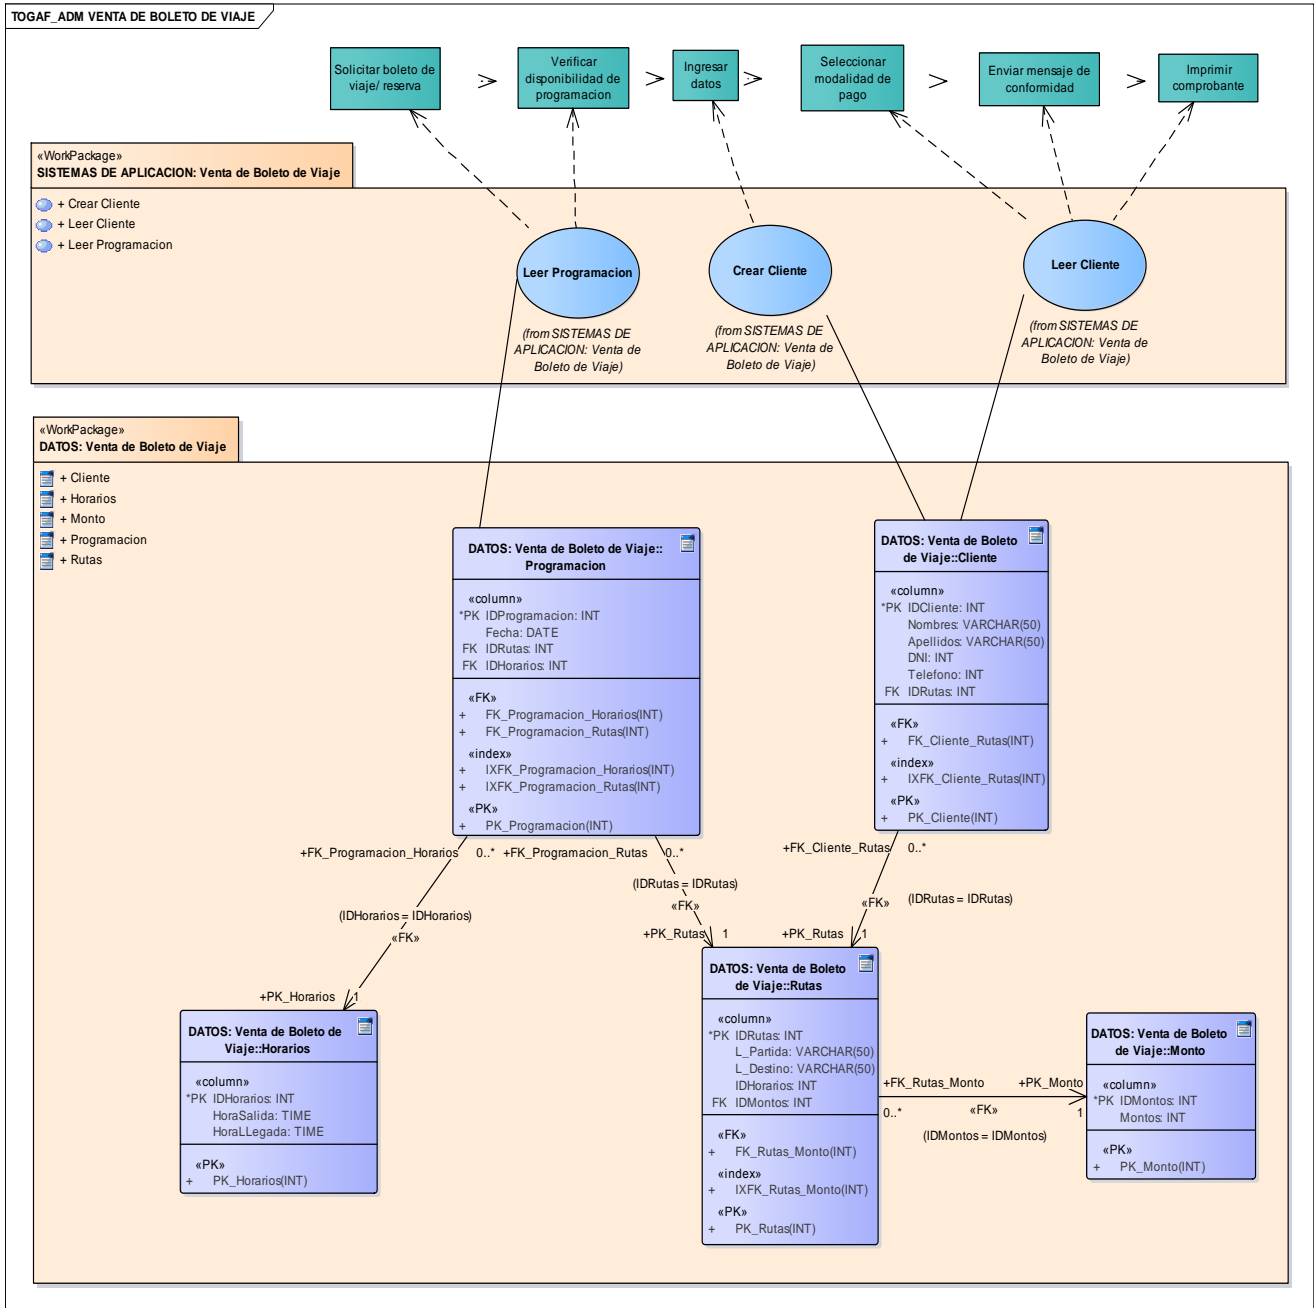 TOGAF_ADM VENTA DE BOLETO DE VIAJE
Solicitar boleto de
viaje/ reserva
Verificar
disponibilidad de
programacion
Ingresar
datos
Seleccionar
modalidad de
pago
Enviar mensaje de
conformidad
Imprimir
comprobante
«WorkPackage»
SISTEMAS DE APLICACION: Venta de Boleto de Viaje
+ Crear Cliente
+ Leer Cliente
+ Leer Programacion
Leer Programacion
(from SISTEMAS DE
APLICACION: Venta de
Boleto de Viaje)
Crear Cliente
(from SISTEMAS DE
APLICACION: Venta de
Boleto de Viaje)
Leer Cliente
(from SISTEMAS DE
APLICACION: Venta de
Boleto de Viaje)
«WorkPackage»
DATOS: Venta de Boleto de Viaje
+ Cliente
+ Horarios
+ Monto
+ Programacion
+ Rutas
DATOS: Venta de Boleto de Viaje::
Programacion
«column»
*PK IDProgramacion: INT
Fecha: DATE
FK IDRutas: INT
FK IDHorarios: INT
«FK»
+ FK_Programacion_Horarios(INT)
+ FK_Programacion_Rutas(INT)
«index»
+ IXFK_Programacion_Horarios(INT)
+ IXFK_Programacion_Rutas(INT)
«PK»
+ PK_Programacion(INT)
DATOS: Venta de Boleto
de Viaje::Cliente
«column»
*PK IDCliente: INT
Nombres: VARCHAR(50)
Apellidos: VARCHAR(50)
DNI: INT
Telefono: INT
FK IDRutas: INT
«FK»
+ FK_Cliente_Rutas(INT)
«index»
+ IXFK_Cliente_Rutas(INT)
«PK»
+ PK_Cliente(INT)
+FK_Programacion_Horarios 0..*
+FK_Programacion_Rutas 0..*
+FK_Cliente_Rutas 0..*
(IDHorarios = IDHorarios)
«FK»
(IDRutas = IDRutas)
«FK»
«FK» (IDRutas = IDRutas)
+PK_Horarios 1
+PK_Rutas 1
+PK_Rutas 1
DATOS: Venta de Boleto de
Viaje::Horarios
«column»
*PK IDHorarios: INT
HoraSalida: TIME
HoraLLegada: TIME
«PK»
+ PK_Horarios(INT)
DATOS: Venta de Boleto
de Viaje::Rutas
«column»
*PK IDRutas: INT
L_Partida: VARCHAR(50)
L_Destino: VARCHAR(50)
IDHorarios: INT
FK IDMontos: INT
«FK»
+ FK_Rutas_Monto(INT)
«index»
+ IXFK_Rutas_Monto(INT)
«PK»
+ PK_Rutas(INT)
+FK_Rutas_Monto +PK_Monto
0..* «FK» 1
(IDMontos = IDMontos)
DATOS: Venta de Boleto
de Viaje::Monto
«column»
*PK IDMontos: INT
Montos: INT
«PK»
+ PK_Monto(INT)